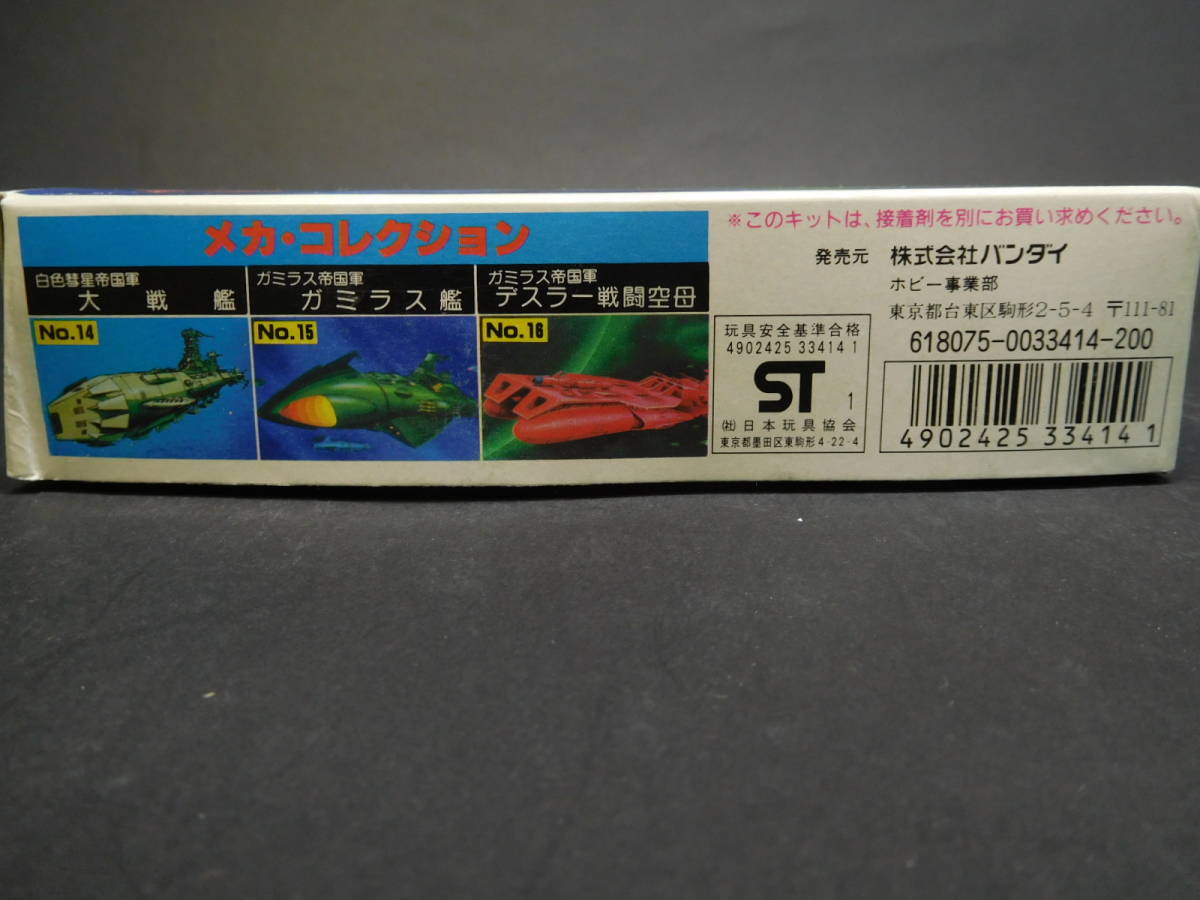 メカ・コレクション
白色彗星帝国軍
大戦艦
No.14
ガミラス帝国軍
ガミラス艦
No.15
ガミラス帝国軍
デスラー戦闘空母
No.16
※このキットは、接着剤を別にお買い求めください。
発売元 株式会社バンダイ
ホビー事業部
東京都台東区駒形2-5-4 〒111-81
618075-0033414-200
玩具安全基準合格
4902425 33414 1
ST 1
㈳日本玩具協会
東京都墨田区東駒形4-22-4
4902425 334141